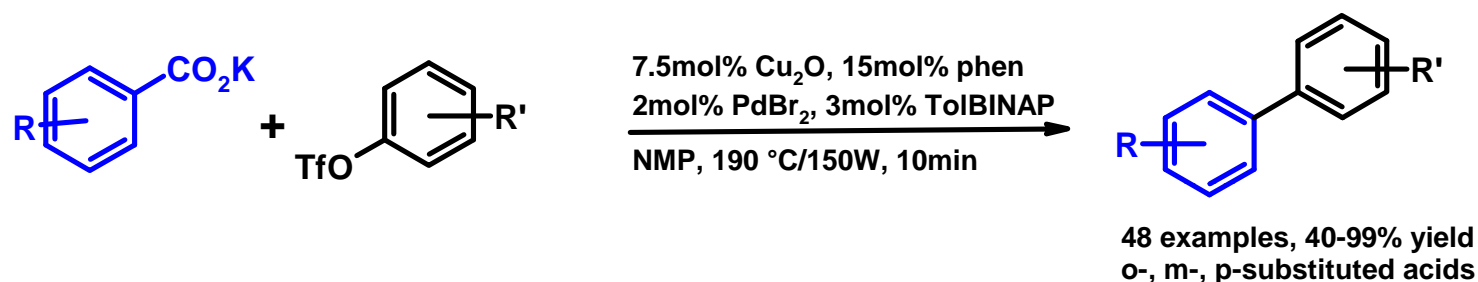 CO₂K
R
+
TfO
R'
7.5mol% Cu₂O, 15mol% phen
2mol% PdBr₂, 3mol% TolBINAP
NMP, 190 °C/150W, 10min
R
R'
48 examples, 40-99% yield
o-, m-, p-substituted acids